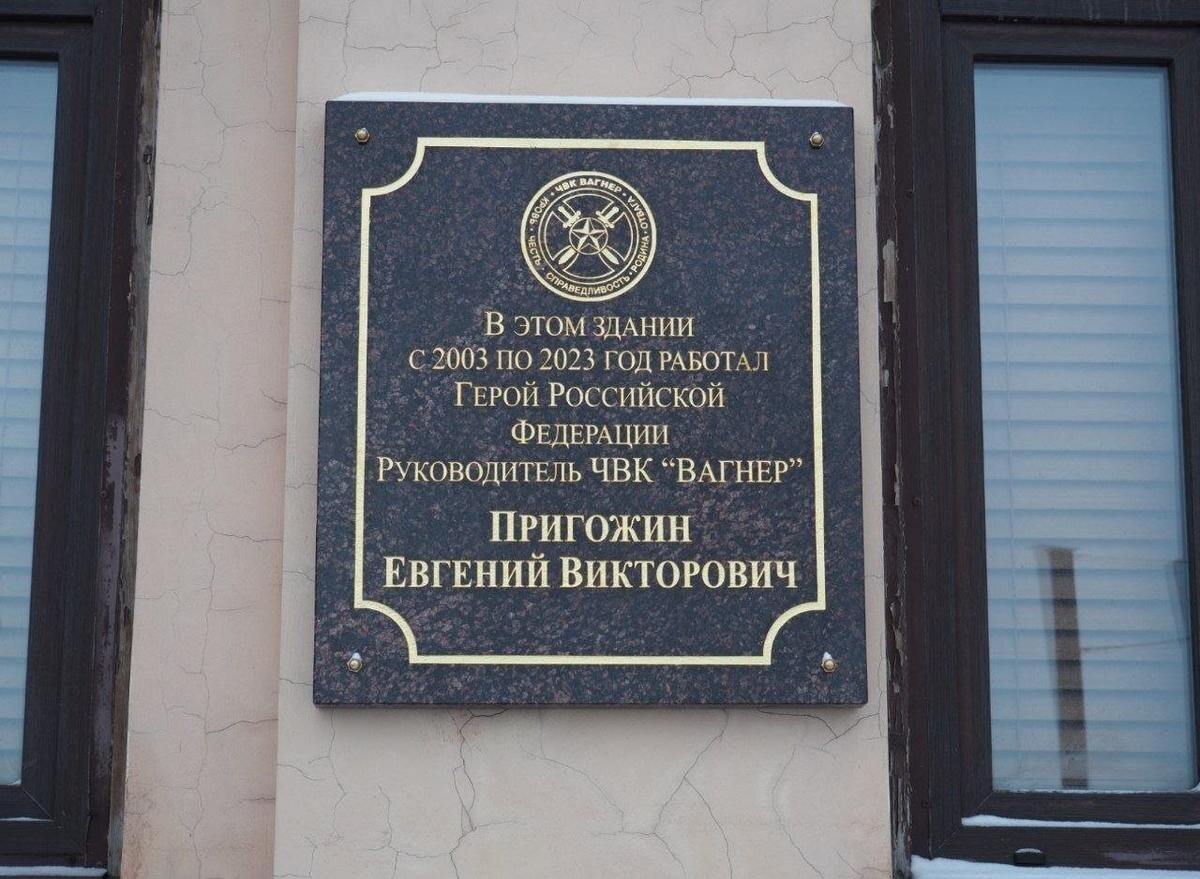 · ЧВК ВАГНЕР · ОТВАГА · РОДИНА · СПРАВЕДЛИВОСТЬ · ЧЕСТЬ · КРОВЬ
В ЭТОМ ЗДАНИИ
С 2003 ПО 2023 ГОД РАБОТАЛ
ГЕРОЙ РОССИЙСКОЙ
ФЕДЕРАЦИИ
РУКОВОДИТЕЛЬ ЧВК “ВАГНЕР”
ПРИГОЖИН
ЕВГЕНИЙ ВИКТОРОВИЧ